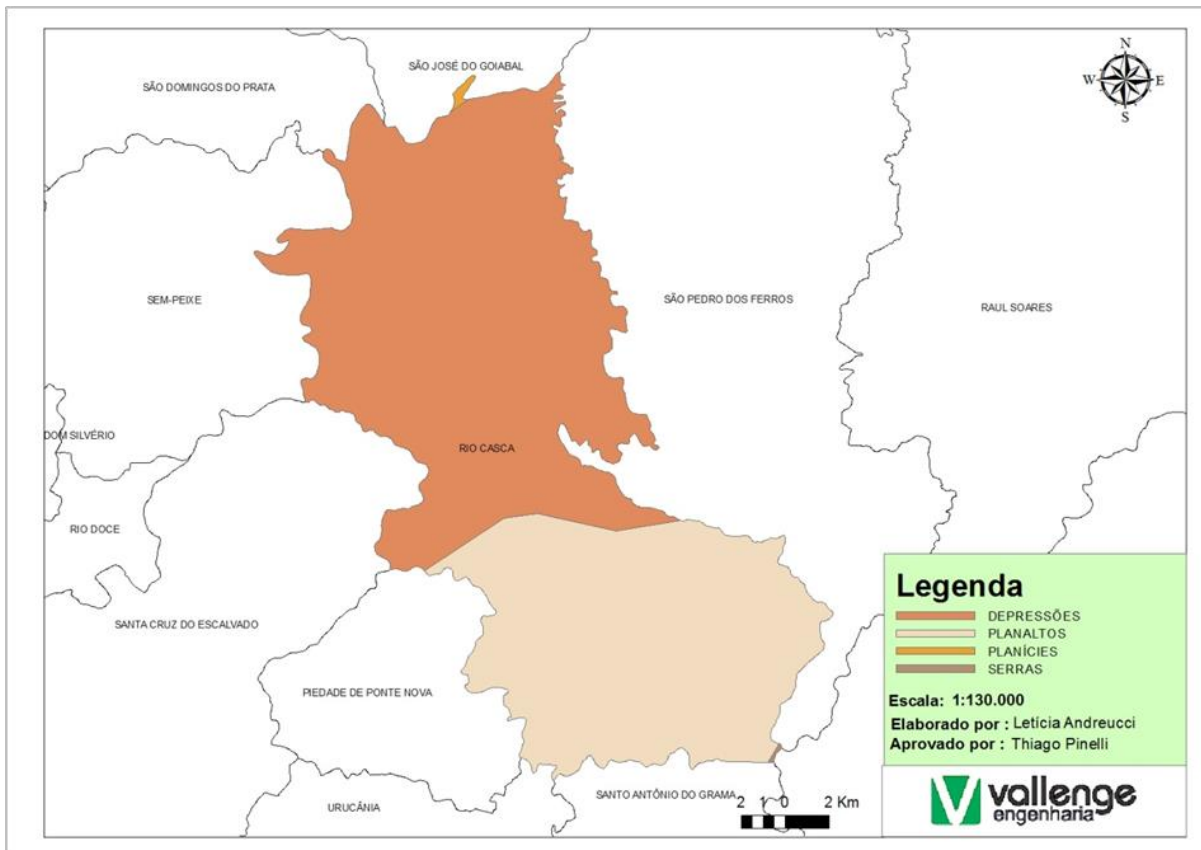 N
W E
S
SÃO JOSÉ DO GOIABAL
SÃO DOMINGOS DO PRATA
SEM-PEIXE
SÃO PEDRO DOS FERROS
RAUL SOARES
DOM SILVÉRIO
RIO CASCA
RIO DOCE
SANTA CRUZ DO ESCALVADO
PIEDADE DE PONTE NOVA
URUCÂNIA
SANTO ANTÔNIO DO GRAMA
2 1 0 2 Km
Legenda
DEPRESSÕES
PLANALTOS
PLANÍCIES
SERRAS
Escala: 1:130.000
Elaborado por : Letícia Andreucci
Aprovado por : Thiago Pinelli
vallenge
engenharia